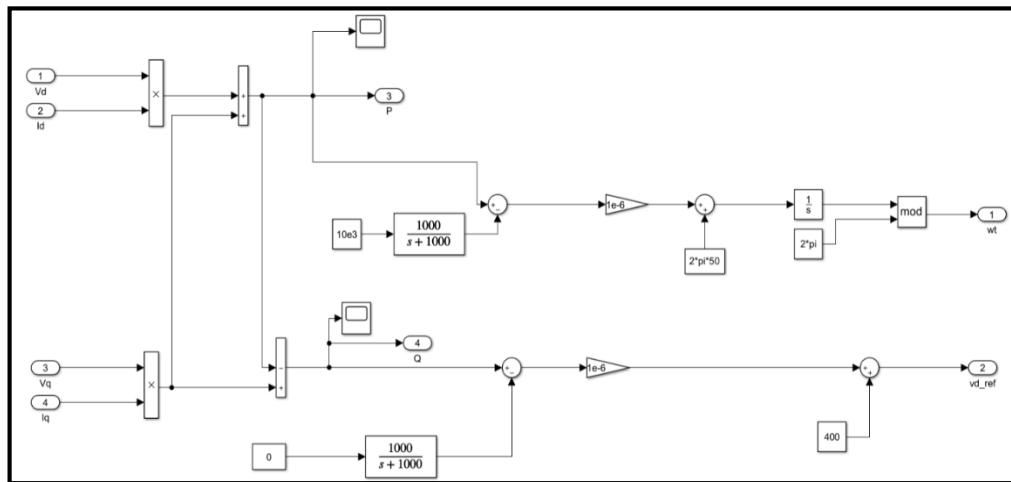 1
Vd
2
Id
×
+
+
3
P
+
−
10e3
1000
s + 1000
1e-6
+
+
2*pi*50
1
s
2*pi
mod
1
wt
3
Vq
4
Iq
×
−
+
4
Q
+
−
0
1000
s + 1000
1e-6
+
+
400
2
vd_ref